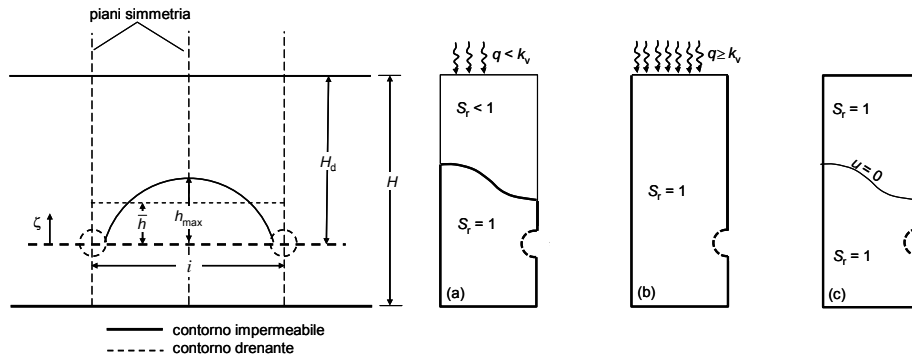 piani simmetria
H
H_d
h_max
h̄
ζ
i
contorno impermeabile
contorno drenante
q < k_v
S_r < 1
S_r = 1
(a)
q ≥ k_v
S_r = 1
(b)
S_r = 1
u = 0
S_r = 1
(c)